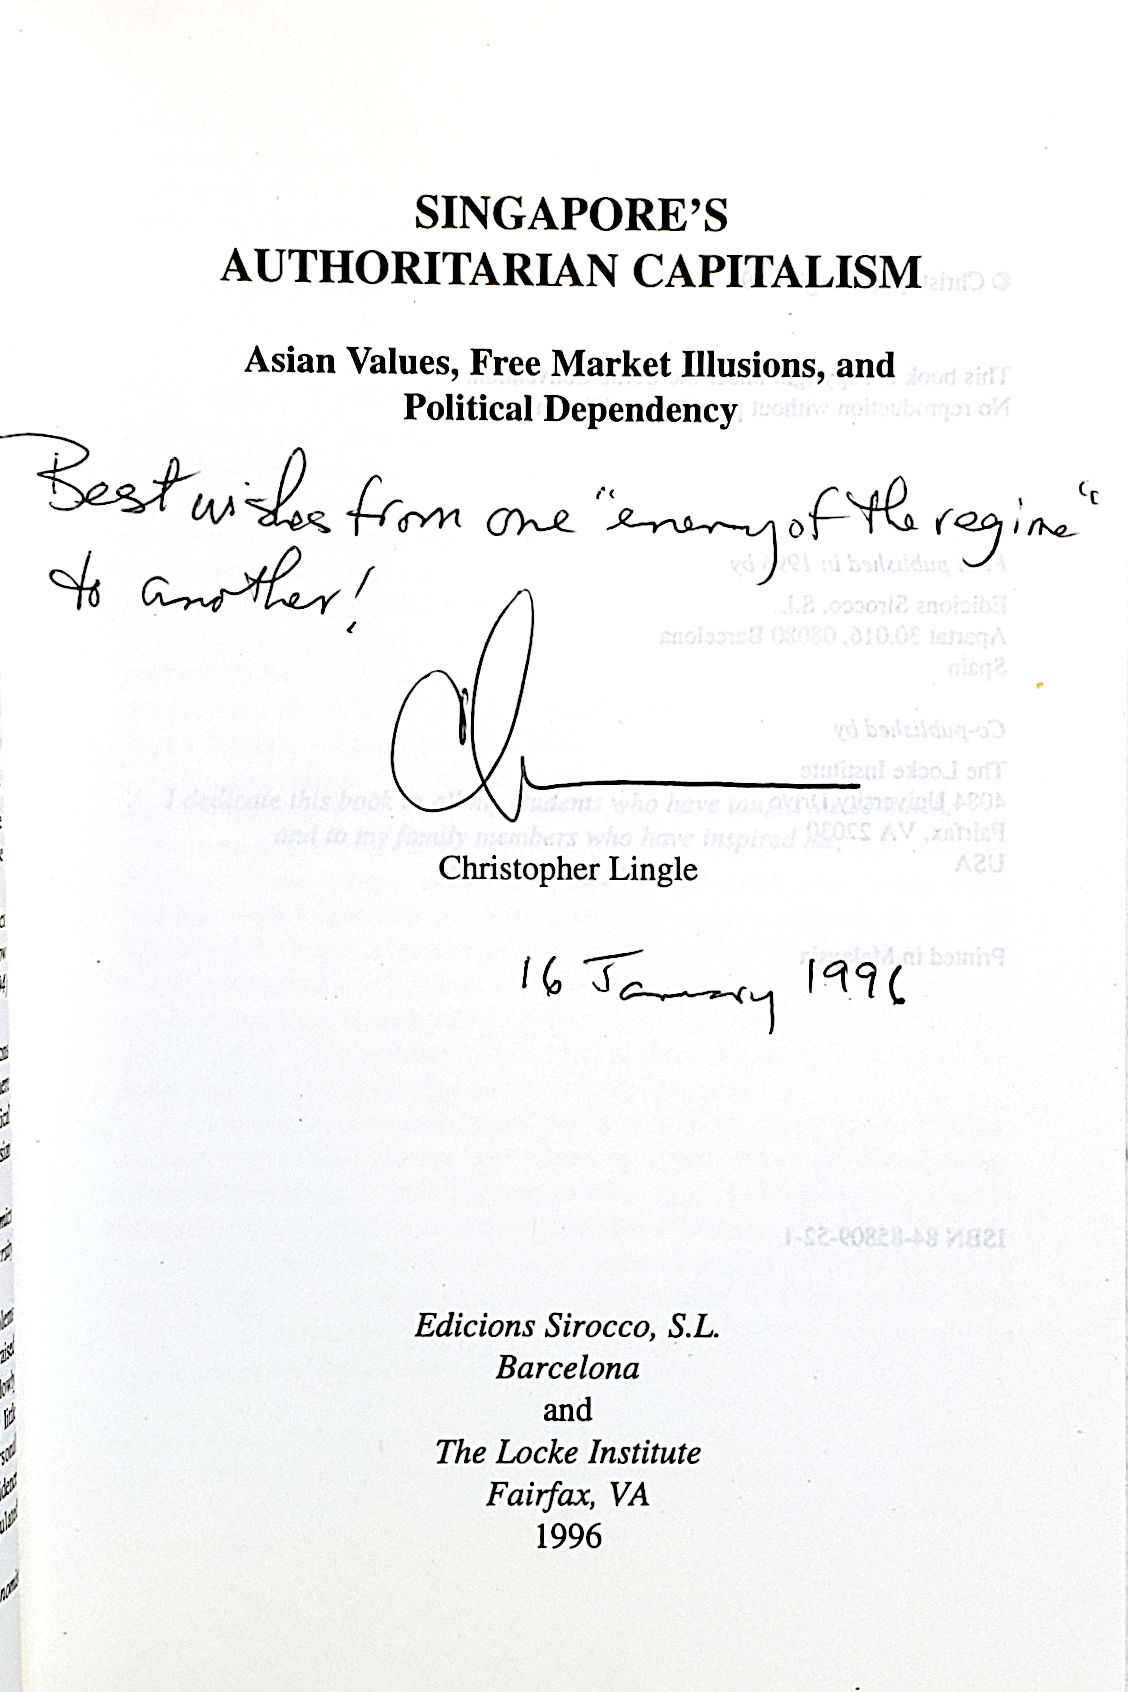 SINGAPORE'S
AUTHORITARIAN CAPITALISM
Asian Values, Free Market Illusions, and
Political Dependency
Best wishes from one "enemy of the regime"
to another!
Christopher Lingle
16 January 1996
Edicions Sirocco, S.L.
Barcelona
and
The Locke Institute
Fairfax, VA
1996